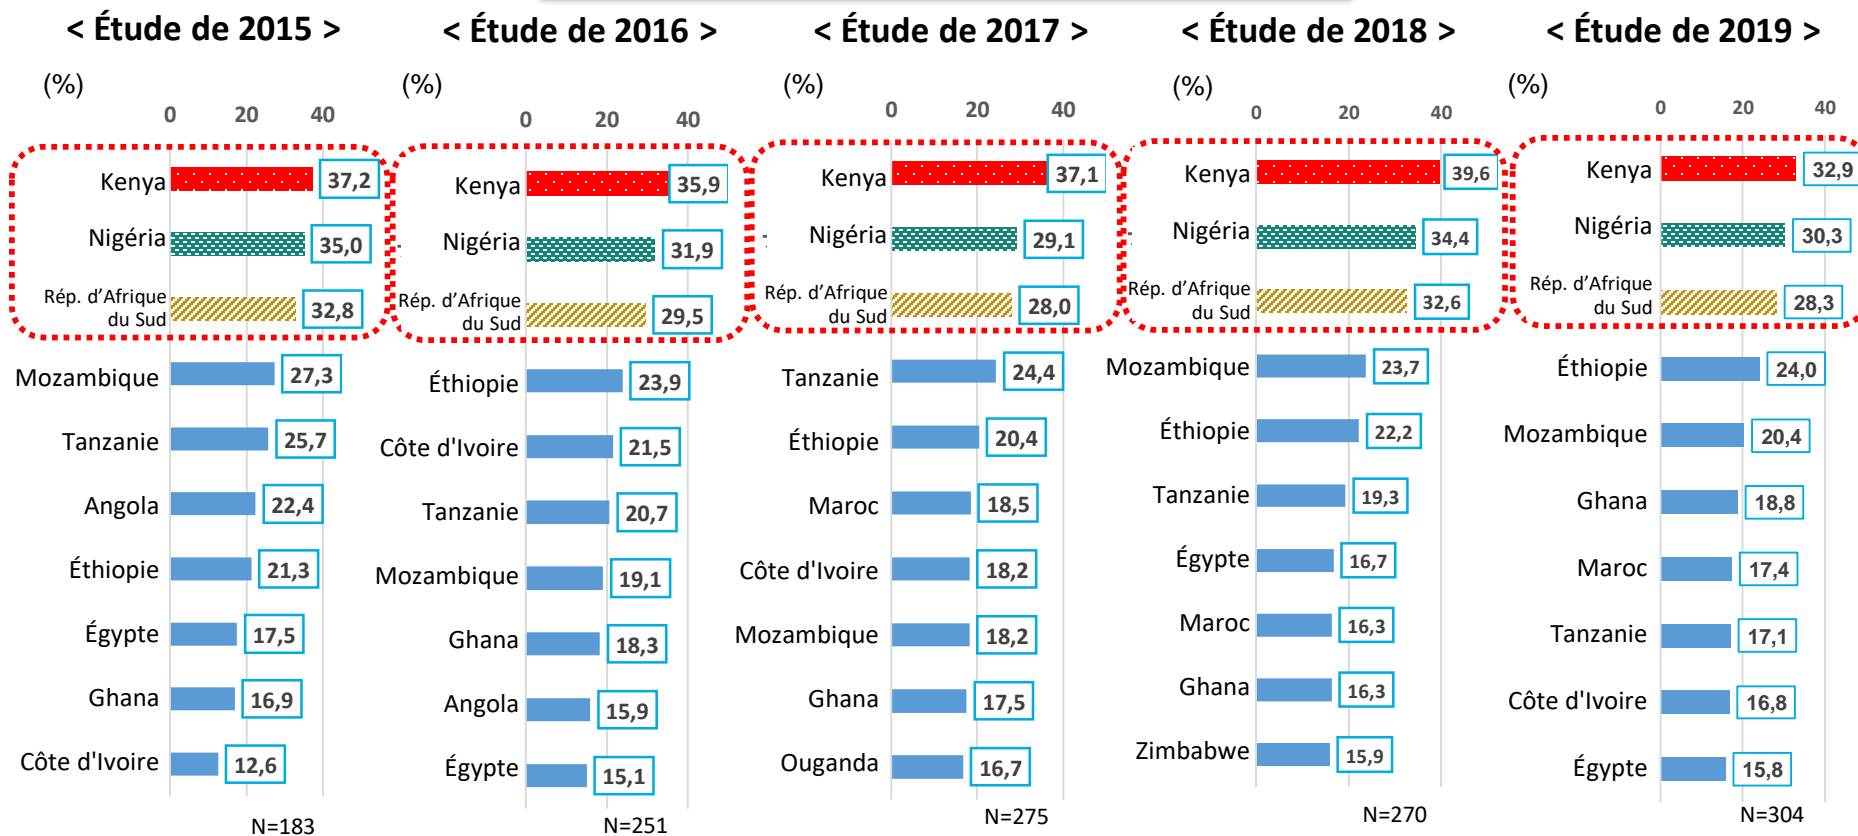 < Étude de 2015 >
(%)
0 20 40
Kenya 37,2
Nigéria 35,0
Rép. d'Afrique
du Sud 32,8
Mozambique 27,3
Tanzanie 25,7
Angola 22,4
Éthiopie 21,3
Égypte 17,5
Ghana 16,9
Côte d'Ivoire 12,6
N=183
< Étude de 2016 >
(%)
0 20 40
Kenya 35,9
Nigéria 31,9
Rép. d'Afrique
du Sud 29,5
Éthiopie 23,9
Côte d'Ivoire 21,5
Tanzanie 20,7
Mozambique 19,1
Ghana 18,3
Angola 15,9
Égypte 15,1
N=251
< Étude de 2017 >
(%)
0 20 40
Kenya 37,1
Nigéria 29,1
Rép. d'Afrique
du Sud 28,0
Tanzanie 24,4
Éthiopie 20,4
Maroc 18,5
Côte d'Ivoire 18,2
Mozambique 18,2
Ghana 17,5
Ouganda 16,7
N=275
< Étude de 2018 >
(%)
0 20 40
Kenya 39,6
Nigéria 34,4
Rép. d'Afrique
du Sud 32,6
Mozambique 23,7
Éthiopie 22,2
Tanzanie 19,3
Égypte 16,7
Maroc 16,3
Ghana 16,3
Zimbabwe 15,9
N=270
< Étude de 2019 >
(%)
0 20 40
Kenya 32,9
Nigéria 30,3
Rép. d'Afrique
du Sud 28,3
Éthiopie 24,0
Mozambique 20,4
Ghana 18,8
Maroc 17,4
Tanzanie 17,1
Côte d'Ivoire 16,8
Égypte 15,8
N=304